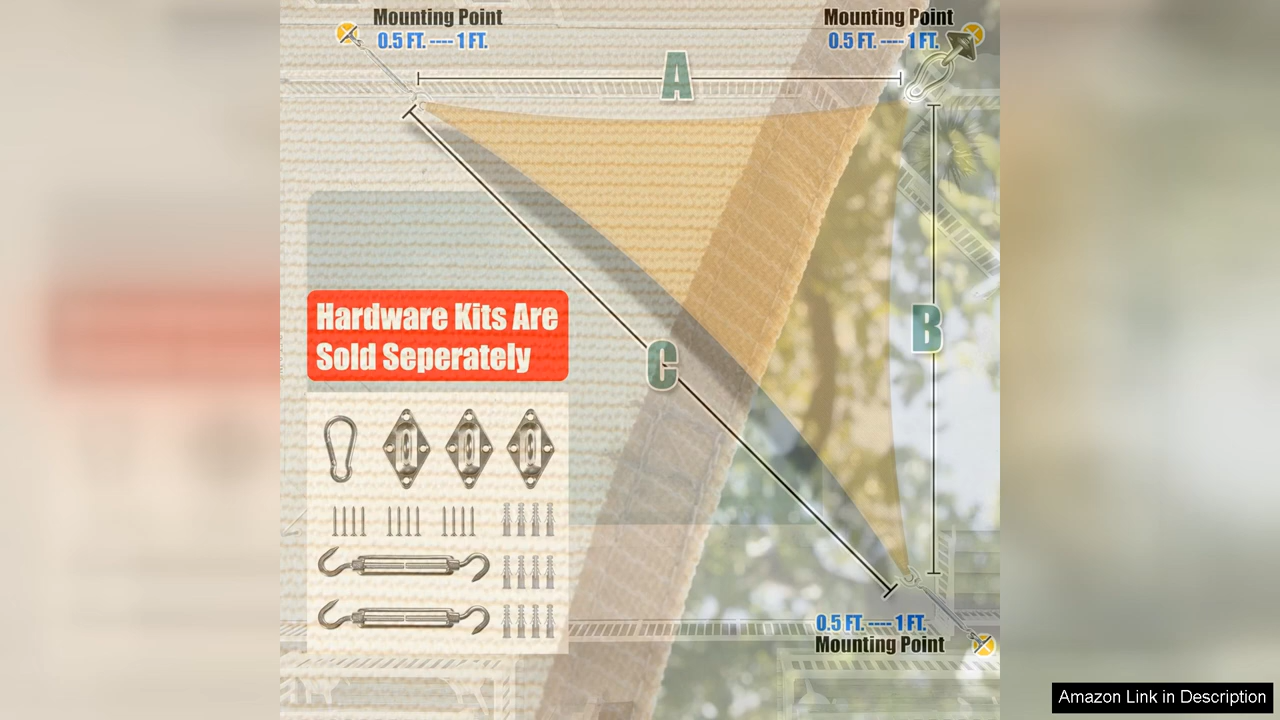 Mounting Point
0.5 FT. ---- 1 FT.
Mounting Point
0.5 FT. ---- 1 FT.
A
B
C
Hardware Kits Are
Sold Seperately
0.5 FT. ---- 1 FT.
Mounting Point
Amazon Link in Description